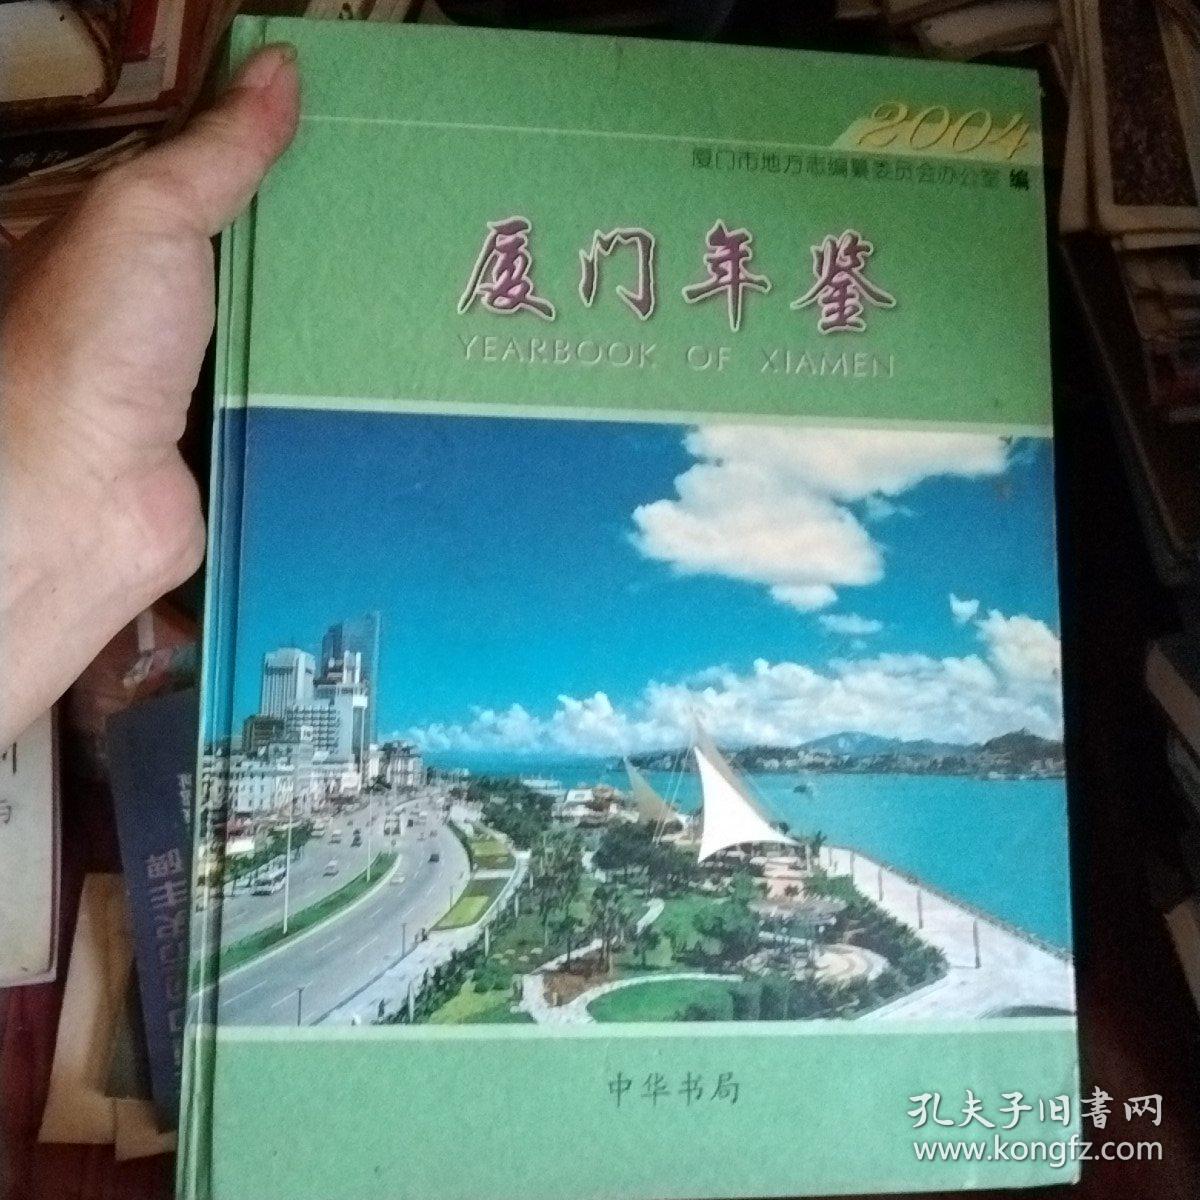 2004
厦门市地方志编纂委员会办公室 编
厦门年鉴
YEARBOOK OF XIAMEN
中华书局
孔夫子旧書网
www.kongfz.com